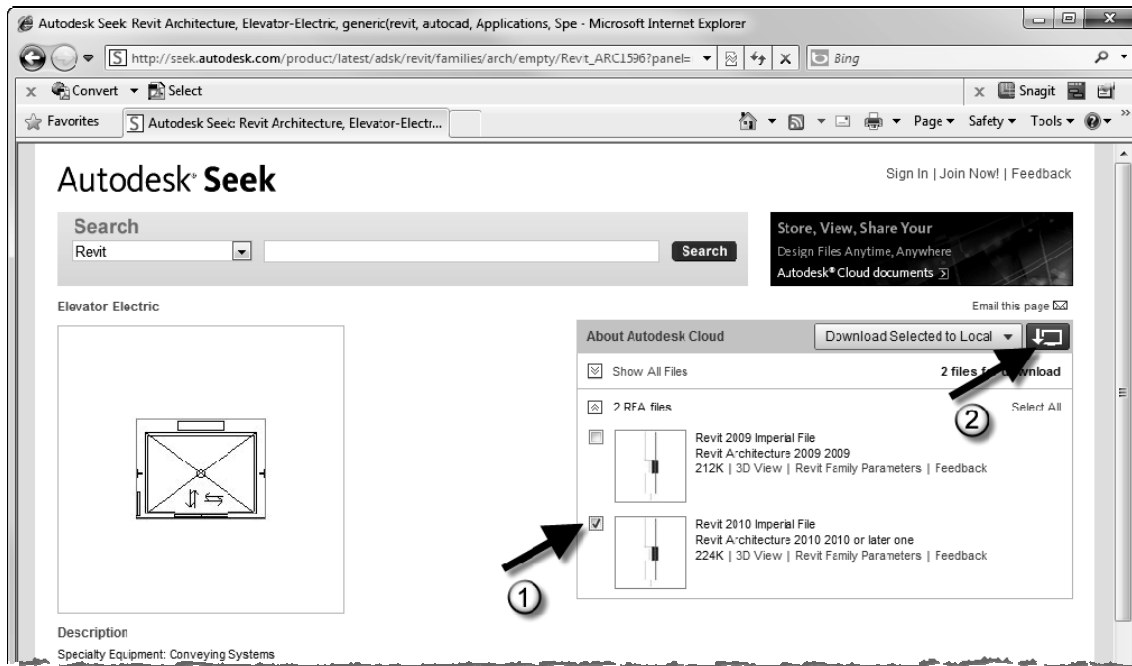 Autodesk Seek: Revit Architecture, Elevator-Electric, generic(revit, autocad, Applications, Spe - Microsoft Internet Explorer
http://seek.autodesk.com/product/latest/adsk/revit/families/arch/empty/Revit_ARC1596?panel=
Bing
x Convert Select x Snagit
Favorites Autodesk Seek: Revit Architecture, Elevator-Electr... Page Safety Tools »
Autodesk® Seek
Sign In | Join Now! | Feedback
Search
Revit Search
Store, View, Share Your
Design Files Anytime, Anywhere
Autodesk® Cloud documents
Elevator Electric
Email this page
About Autodesk Cloud Download Selected to Local
Show All Files 2 files for download
2 RFA files Select All
Revit 2009 Imperial File
Revit Architecture 2009 2009
212K | 3D View | Revit Family Parameters | Feedback
Revit 2010 Imperial File
Revit Architecture 2010 2010 or later one
224K | 3D View | Revit Family Parameters | Feedback
1
2
Description
Specialty Equipment: Conveying Systems